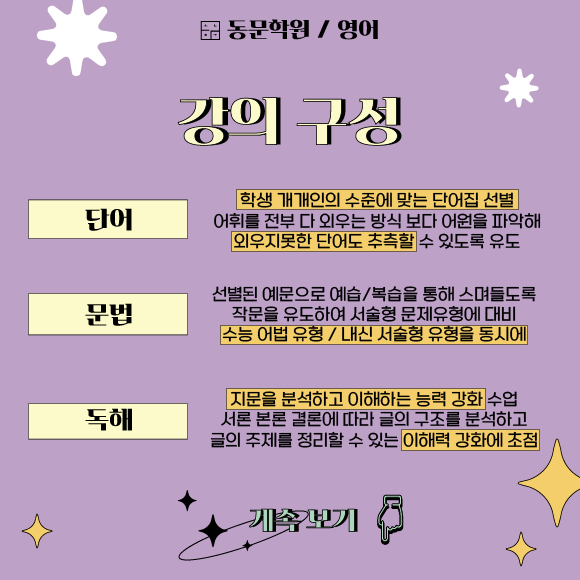 동문학원 / 영어
강의 구성
단어
학생 개개인의 수준에 맞는 단어집 선별
어휘를 전부 다 외우는 방식 보다 어원을 파악해
외우지못한 단어도 추측할 수 있도록 유도
문법
선별된 예문으로 예습/복습을 통해 스며들도록
작문을 유도하여 서술형 문제유형에 대비
수능 어법 유형 / 내신 서술형 유형을 동시에
독해
지문을 분석하고 이해하는 능력 강화 수업
서론 본론 결론에 따라 글의 구조를 분석하고
글의 주제를 정리할 수 있는 이해력 강화에 초점
계속 보기